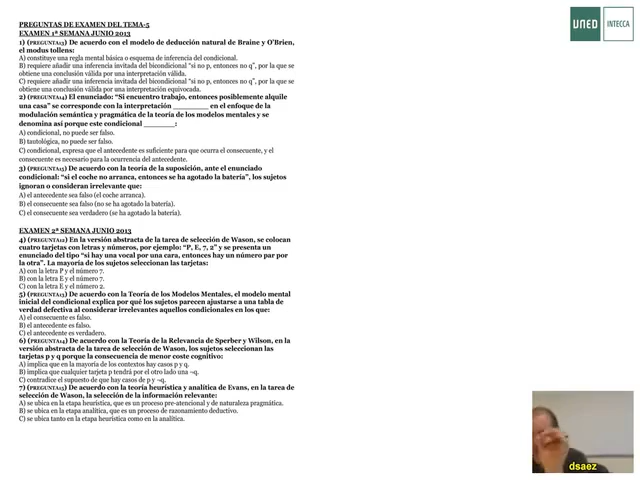 PREGUNTAS DE EXAMEN DEL TEMA-5
EXAMEN 1ª SEMANA JUNIO 2013
1) (PREGUNTA13) De acuerdo con el modelo de deducción natural de Braine y O'Brien,
el modus tollens:
A) constituye una regla mental básica o esquema de inferencia del condicional.
B) requiere añadir una inferencia invitada del bicondicional "si no p, entonces no q", por la que se
obtiene una conclusión válida por una interpretación válida.
C) requiere añadir una inferencia invitada del bicondicional "si no p, entonces no q", por la que se
obtiene una conclusión válida por una interpretación equivocada.
2) (PREGUNTA14) El enunciado: "Si encuentro trabajo, entonces posiblemente alquile
una casa" se corresponde con la interpretación ________ en el enfoque de la
modulación semántica y pragmática de la teoría de los modelos mentales y se
denomina así porque este condicional _______:
A) condicional, no puede ser falso.
B) tautológica, no puede ser falso.
C) condicional, expresa que el antecedente es suficiente para que ocurra el consecuente, y el
consecuente es necesario para la ocurrencia del antecedente.
3) (PREGUNTA15) De acuerdo con la teoría de la suposición, ante el enunciado
condicional: "si el coche no arranca, entonces se ha agotado la batería", los sujetos
ignoran o consideran irrelevante que:
A) el antecedente sea falso (el coche arranca).
B) el consecuente sea falso (no se ha agotado la batería).
C) el consecuente sea verdadero (se ha agotado la batería).
EXAMEN 2ª SEMANA JUNIO 2013
4) (PREGUNTA12) En la versión abstracta de la tarea de selección de Wason, se colocan
cuatro tarjetas con letras y números, por ejemplo: "P, E, 7, 2" y se presenta un
enunciado del tipo "si hay una vocal por una cara, entonces hay un número par por
la otra". La mayoría de los sujetos seleccionan las tarjetas:
A) con la letra P y el número 7.
B) con la letra E y el número 7.
C) con la letra E y el número 2.
5) (PREGUNTA13) De acuerdo con la Teoría de los Modelos Mentales, el modelo mental
inicial del condicional explica por qué los sujetos parecen ajustarse a una tabla de
verdad defectiva al considerar irrelevantes aquellos condicionales en los que:
A) el consecuente es falso.
B) el antecedente es falso.
C) el antecedente es verdadero.
6) (PREGUNTA14) De acuerdo con la Teoría de la Relevancia de Sperber y Wilson, en la
versión abstracta de la tarea de selección de Wason, los sujetos seleccionan las
tarjetas p y q porque la consecuencia de menor coste cognitivo:
A) implica que en la mayoría de los contextos hay casos p y q.
B) implica que cualquier tarjeta p tendrá por el otro lado una ¬q.
C) contradice el supuesto de que hay casos de p y ¬q.
7) (PREGUNTA15) De acuerdo con la teoría heurística y analítica de Evans, en la tarea de
selección de Wason, la selección de la información relevante:
A) se ubica en la etapa heurística, que es un proceso pre-atencional y de naturaleza pragmática.
B) se ubica en la etapa analítica, que es un proceso de razonamiento deductivo.
C) se ubica tanto en la etapa heurística como en la analítica.
UNED
INTECCA
dsaez